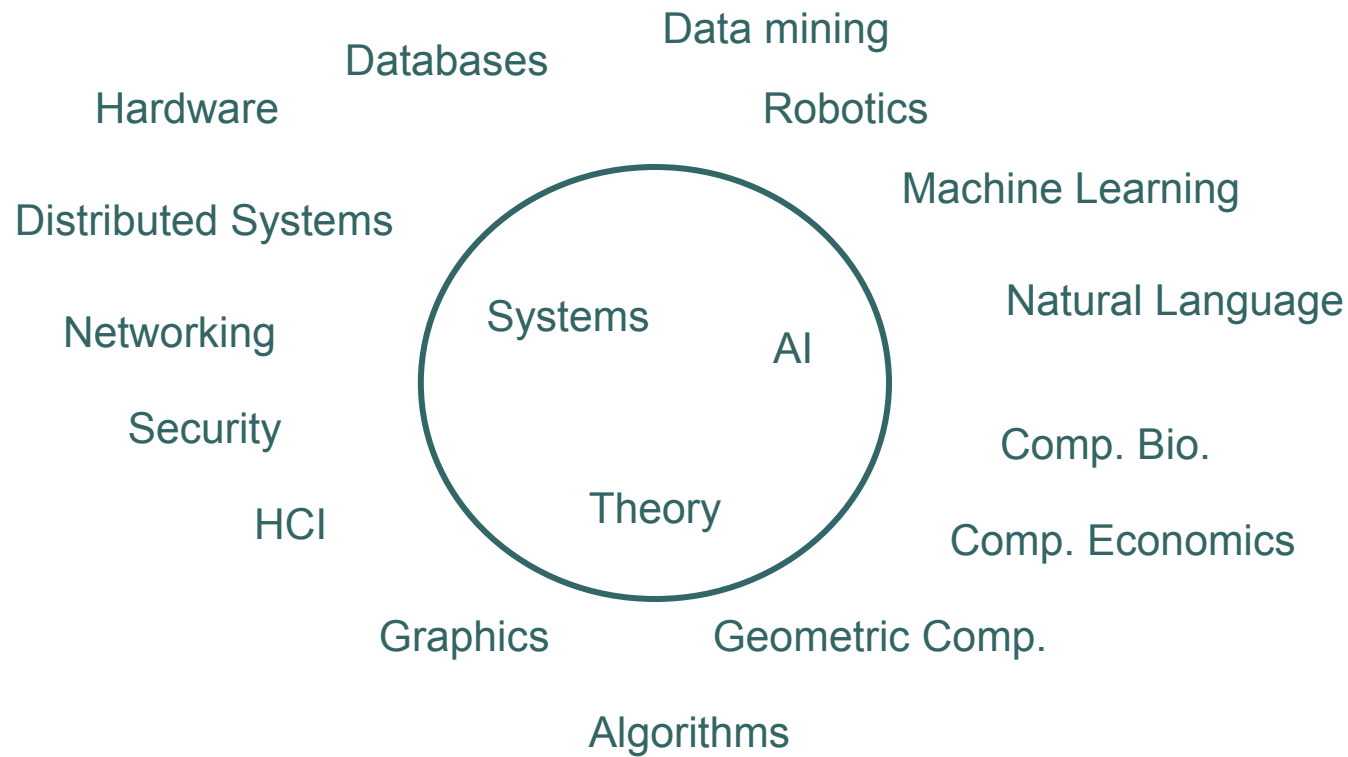 Data mining
Databases
Hardware
Robotics
Machine Learning
Distributed Systems
Natural Language
Systems
Networking
AI
Security
Comp. Bio.
Theory
HCI
Comp. Economics
Graphics
Geometric Comp.
Algorithms